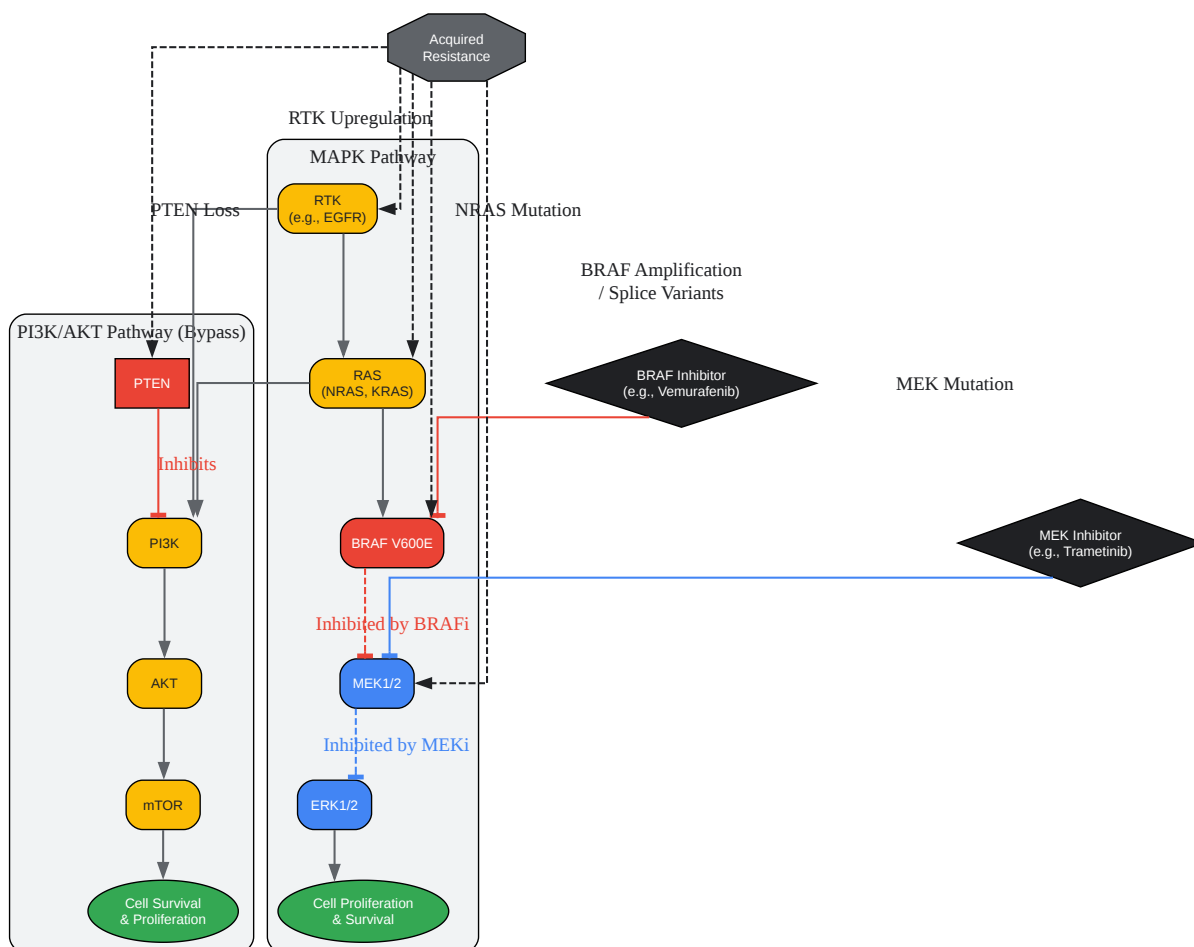 Acquired
Resistance
RTK Upregulation
MAPK Pathway
RTK
(e.g., EGFR)
PTEN Loss
NRAS Mutation
BRAF Amplification
/ Splice Variants
PI3K/AKT Pathway (Bypass)
PTEN
RAS
(NRAS, KRAS)
BRAF Inhibitor
(e.g., Vemurafenib)
MEK Mutation
Inhibits
PI3K
BRAF V600E
MEK Inhibitor
(e.g., Trametinib)
Inhibited by BRAFi
AKT
MEK1/2
Inhibited by MEKi
mTOR
ERK1/2
Cell Survival
& Proliferation
Cell Proliferation
& Survival